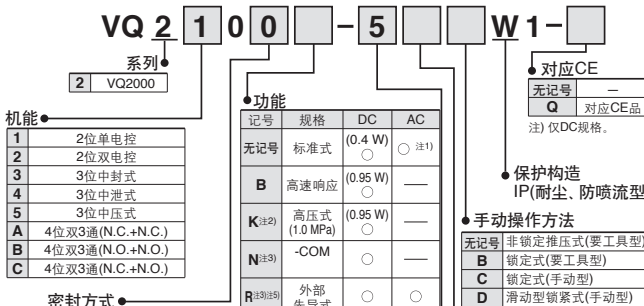 VQ 2 1 0 0 - 5 W 1 -
系列
2 VQ2000
机能
1 2位单电控
2 2位双电控
3 3位中封式
4 3位中泄式
5 3位中压式
A 4位双3通(N.C.+N.C.)
B 4位双3通(N.O.+N.O.)
C 4位双3通(N.C.+N.O.)
密封方式
功能
记号 规格 DC AC
无记号 标准式 (0.4 W) ○ ○ 注1)
B 高速响应 (0.95 W) ○ —
K注2) 高压式 (1.0 MPa) (0.95 W) ○ —
N注3) -COM ○ —
R注3)注5) 外部 ○ ○
先导式
对应CE
无记号 —
Q 对应CE品
注) 仅DC规格。
保护构造
IP(耐尘、防喷流型
手动操作方法
无记号 非锁定推压式(要工具型)
B 锁定式(要工具型)
C 锁定式(手动型)
D 滑动型锁紧式(手动型)